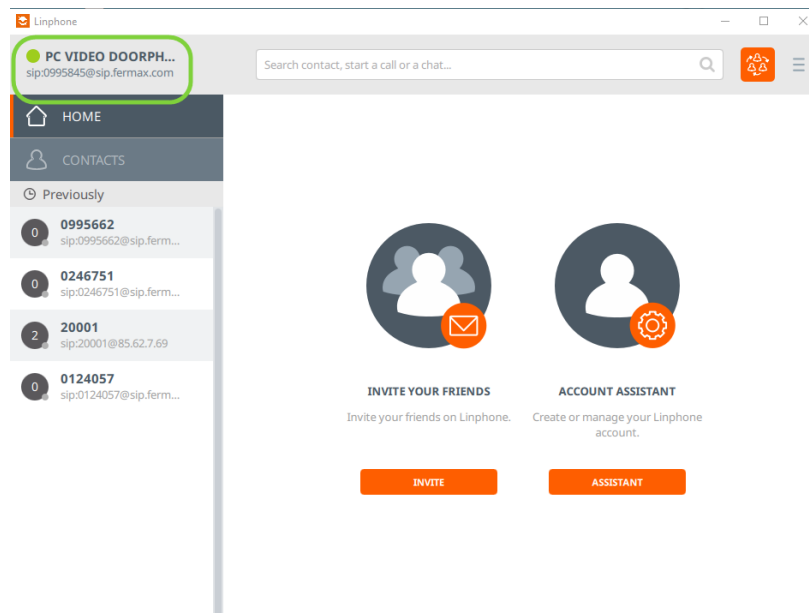 Linphone
PC VIDEO DOORPH...
sip:0995845@sip.fermax.com
Search contact, start a call or a chat...
HOME
CONTACTS
Previously
0
0995662
sip:0995662@sip.ferm...
0
0246751
sip:0246751@sip.ferm...
2
20001
sip:20001@85.62.7.69
0
0124057
sip:0124057@sip.ferm...
INVITE YOUR FRIENDS
Invite your friends on Linphone.
INVITE
ACCOUNT ASSISTANT
Create or manage your Linphone
account.
ASSISTANT